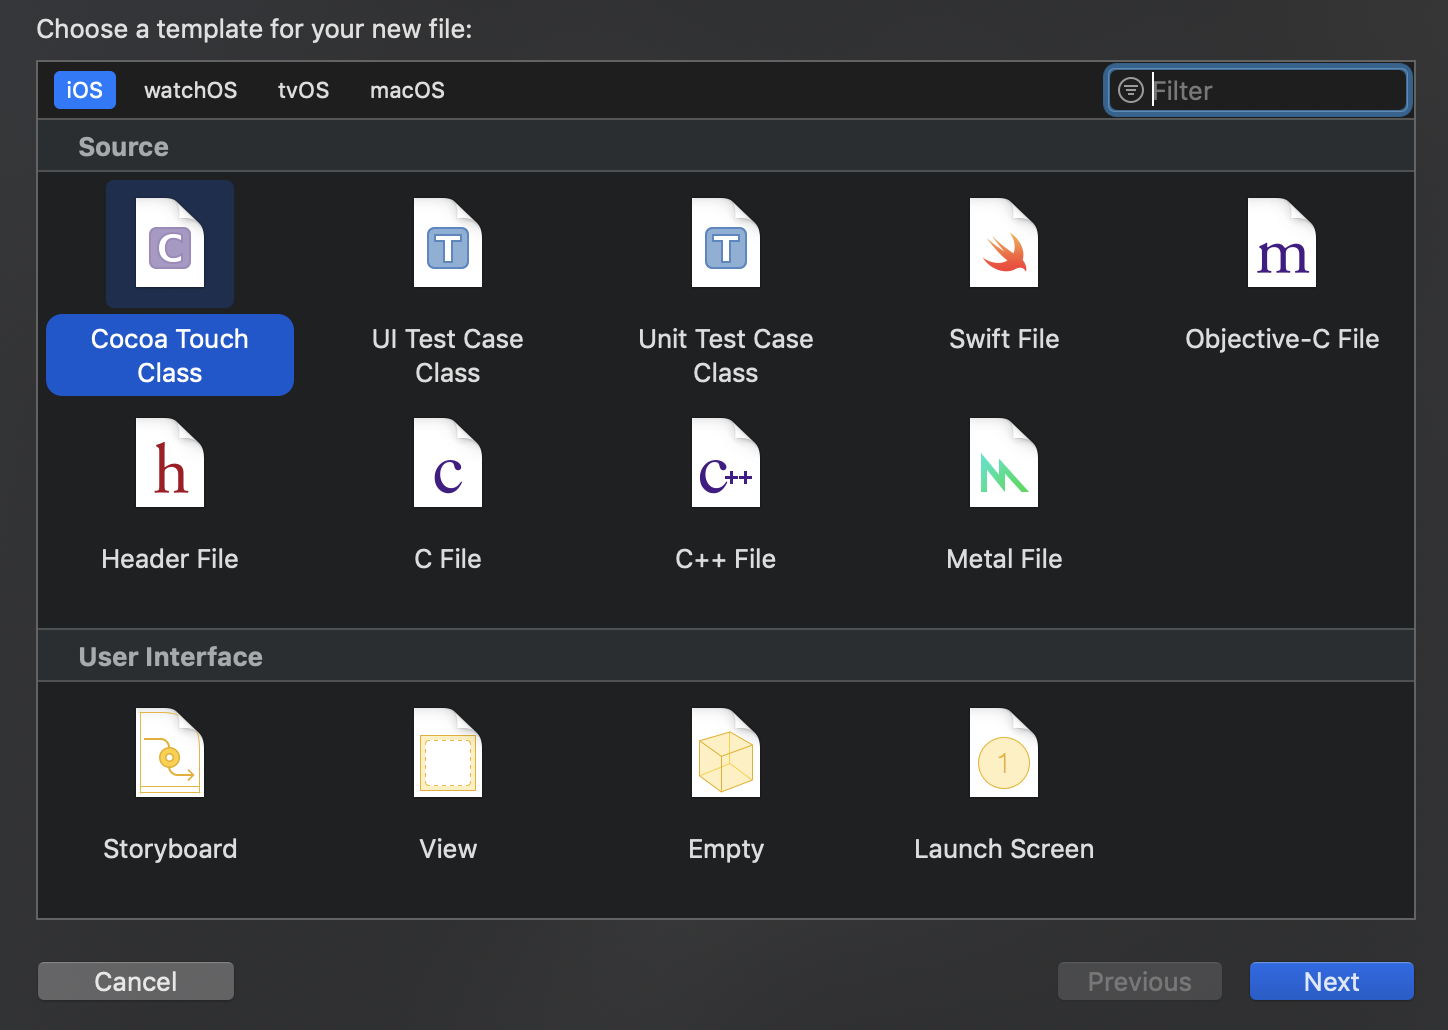 Choose a template for your new file:
iOS watchOS tvOS macOS Filter
Source
C T T m
Cocoa Touch Class
UI Test Case Class
Unit Test Case Class
Swift File
Objective-C File
h c C++
Header File
C File
C++ File
Metal File
User Interface
1
Storyboard
View
Empty
Launch Screen
Cancel Previous Next